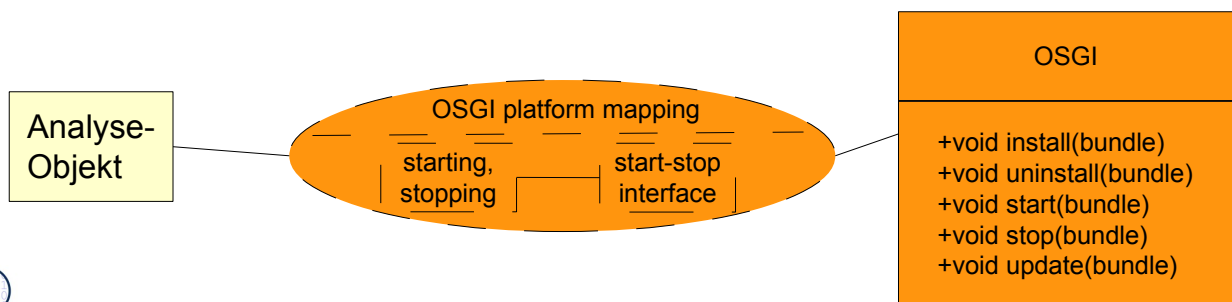 OSGI
OSGI platform mapping
Analyse-
Objekt
starting,
stopping
start-stop
interface
+void install(bundle)
+void uninstall(bundle)
+void start(bundle)
+void stop(bundle)
+void update(bundle)